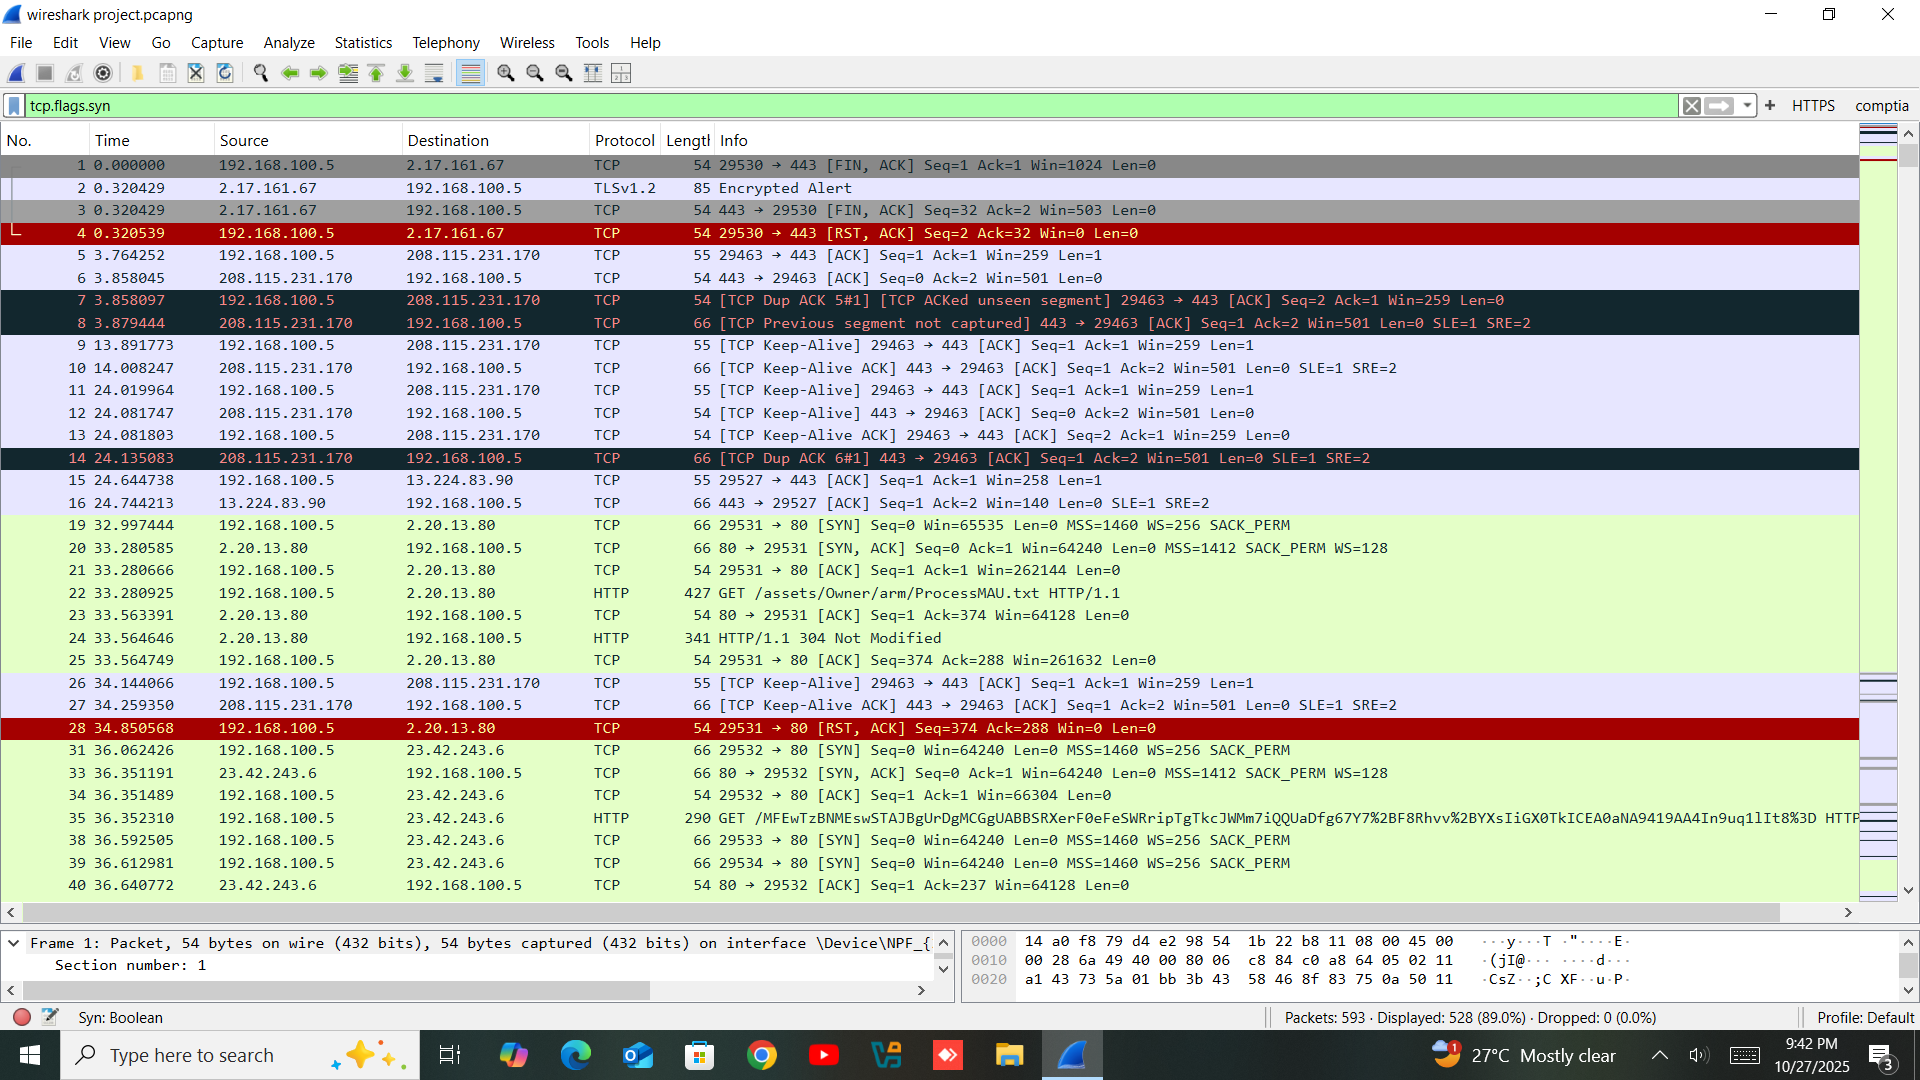 wireshark project.pcapng
File Edit View Go Capture Analyze Statistics Telephony Wireless Tools Help
tcp.flags.syn
HTTPS comptia
No. Time Source Destination Protocol Length Info
1 0.000000 192.168.100.5 2.17.161.67 TCP 54 29530 → 443 [FIN, ACK] Seq=1 Ack=1 Win=1024 Len=0
2 0.320429 2.17.161.67 192.168.100.5 TLSv1.2 85 Encrypted Alert
3 0.320429 2.17.161.67 192.168.100.5 TCP 54 443 → 29530 [FIN, ACK] Seq=32 Ack=2 Win=503 Len=0
4 0.320539 192.168.100.5 2.17.161.67 TCP 54 29530 → 443 [RST, ACK] Seq=2 Ack=32 Win=0 Len=0
5 3.764252 192.168.100.5 208.115.231.170 TCP 55 29463 → 443 [ACK] Seq=1 Ack=1 Win=259 Len=1
6 3.858045 208.115.231.170 192.168.100.5 TCP 54 443 → 29463 [ACK] Seq=0 Ack=2 Win=501 Len=0
7 3.858097 192.168.100.5 208.115.231.170 TCP 54 [TCP Dup ACK 5#1] [TCP ACKed unseen segment] 29463 → 443 [ACK] Seq=2 Ack=1 Win=259 Len=0
8 3.879444 208.115.231.170 192.168.100.5 TCP 66 [TCP Previous segment not captured] 443 → 29463 [ACK] Seq=1 Ack=2 Win=501 Len=0 SLE=1 SRE=2
9 13.891773 192.168.100.5 208.115.231.170 TCP 55 [TCP Keep-Alive] 29463 → 443 [ACK] Seq=1 Ack=1 Win=259 Len=1
10 14.008247 208.115.231.170 192.168.100.5 TCP 66 [TCP Keep-Alive ACK] 443 → 29463 [ACK] Seq=1 Ack=2 Win=501 Len=0 SLE=1 SRE=2
11 24.019964 192.168.100.5 208.115.231.170 TCP 55 [TCP Keep-Alive] 29463 → 443 [ACK] Seq=1 Ack=1 Win=259 Len=1
12 24.081747 208.115.231.170 192.168.100.5 TCP 54 [TCP Keep-Alive] 443 → 29463 [ACK] Seq=0 Ack=2 Win=501 Len=0
13 24.081803 192.168.100.5 208.115.231.170 TCP 54 [TCP Keep-Alive ACK] 29463 → 443 [ACK] Seq=2 Ack=1 Win=259 Len=0
14 24.135083 208.115.231.170 192.168.100.5 TCP 66 [TCP Dup ACK 6#1] 443 → 29463 [ACK] Seq=1 Ack=2 Win=501 Len=0 SLE=1 SRE=2
15 24.644738 192.168.100.5 13.224.83.90 TCP 55 29527 → 443 [ACK] Seq=1 Ack=1 Win=258 Len=1
16 24.744213 13.224.83.90 192.168.100.5 TCP 66 443 → 29527 [ACK] Seq=1 Ack=2 Win=140 Len=0 SLE=1 SRE=2
19 32.997444 192.168.100.5 2.20.13.80 TCP 66 29531 → 80 [SYN] Seq=0 Win=65535 Len=0 MSS=1460 WS=256 SACK_PERM
20 33.280585 2.20.13.80 192.168.100.5 TCP 66 80 → 29531 [SYN, ACK] Seq=0 Ack=1 Win=64240 Len=0 MSS=1412 SACK_PERM WS=128
21 33.280666 192.168.100.5 2.20.13.80 TCP 54 29531 → 80 [ACK] Seq=1 Ack=1 Win=262144 Len=0
22 33.280925 192.168.100.5 2.20.13.80 HTTP 427 GET /assets/Owner/arm/ProcessMAU.txt HTTP/1.1
23 33.563391 2.20.13.80 192.168.100.5 TCP 54 80 → 29531 [ACK] Seq=1 Ack=374 Win=64128 Len=0
24 33.564646 2.20.13.80 192.168.100.5 HTTP 341 HTTP/1.1 304 Not Modified
25 33.564749 192.168.100.5 2.20.13.80 TCP 54 29531 → 80 [ACK] Seq=374 Ack=288 Win=261632 Len=0
26 34.144066 192.168.100.5 208.115.231.170 TCP 55 [TCP Keep-Alive] 29463 → 443 [ACK] Seq=1 Ack=1 Win=259 Len=1
27 34.259350 208.115.231.170 192.168.100.5 TCP 66 [TCP Keep-Alive ACK] 443 → 29463 [ACK] Seq=1 Ack=2 Win=501 Len=0 SLE=1 SRE=2
28 34.850568 192.168.100.5 2.20.13.80 TCP 54 29531 → 80 [RST, ACK] Seq=374 Ack=288 Win=0 Len=0
31 36.062426 192.168.100.5 23.42.243.6 TCP 66 29532 → 80 [SYN] Seq=0 Win=64240 Len=0 MSS=1460 WS=256 SACK_PERM
33 36.351191 23.42.243.6 192.168.100.5 TCP 66 80 → 29532 [SYN, ACK] Seq=0 Ack=1 Win=64240 Len=0 MSS=1412 SACK_PERM WS=128
34 36.351489 192.168.100.5 23.42.243.6 TCP 54 29532 → 80 [ACK] Seq=1 Ack=1 Win=66304 Len=0
35 36.352310 192.168.100.5 23.42.243.6 HTTP 290 GET /MFEwTzBNMEswSTAJBgUrDgMCGgUABBSRXerF0eFeSWRripTgTkcJWMm7iQQUaDfg67Y7%2BF8Rhvv%2BYXsIiGX0TkICEA0aNA9419AA4In9uq1lIt8%3D HTTP
38 36.592505 192.168.100.5 23.42.243.6 TCP 66 29533 → 80 [SYN] Seq=0 Win=64240 Len=0 MSS=1460 WS=256 SACK_PERM
39 36.612981 192.168.100.5 23.42.243.6 TCP 66 29534 → 80 [SYN] Seq=0 Win=64240 Len=0 MSS=1460 WS=256 SACK_PERM
40 36.640772 23.42.243.6 192.168.100.5 TCP 54 80 → 29532 [ACK] Seq=1 Ack=237 Win=64128 Len=0
Frame 1: Packet, 54 bytes on wire (432 bits), 54 bytes captured (432 bits) on interface \Device\NPF_{
Section number: 1
0000 14 a0 f8 79 d4 e2 98 54 1b 22 b8 11 08 00 45 00 ···y···T ·"····E·
0010 00 28 6a 49 40 00 80 06 c8 84 c0 a8 64 05 02 11 ·(jI@··· ····d···
0020 a1 43 73 5a 01 bb 3b 43 58 46 8f 83 75 0a 50 11 ·CsZ··;C XF··u·P·
Syn: Boolean
Packets: 593 · Displayed: 528 (89.0%) · Dropped: 0 (0.0%)
Profile: Default
Type here to search
1
27°C Mostly clear
9:42 PM
10/27/2025
3